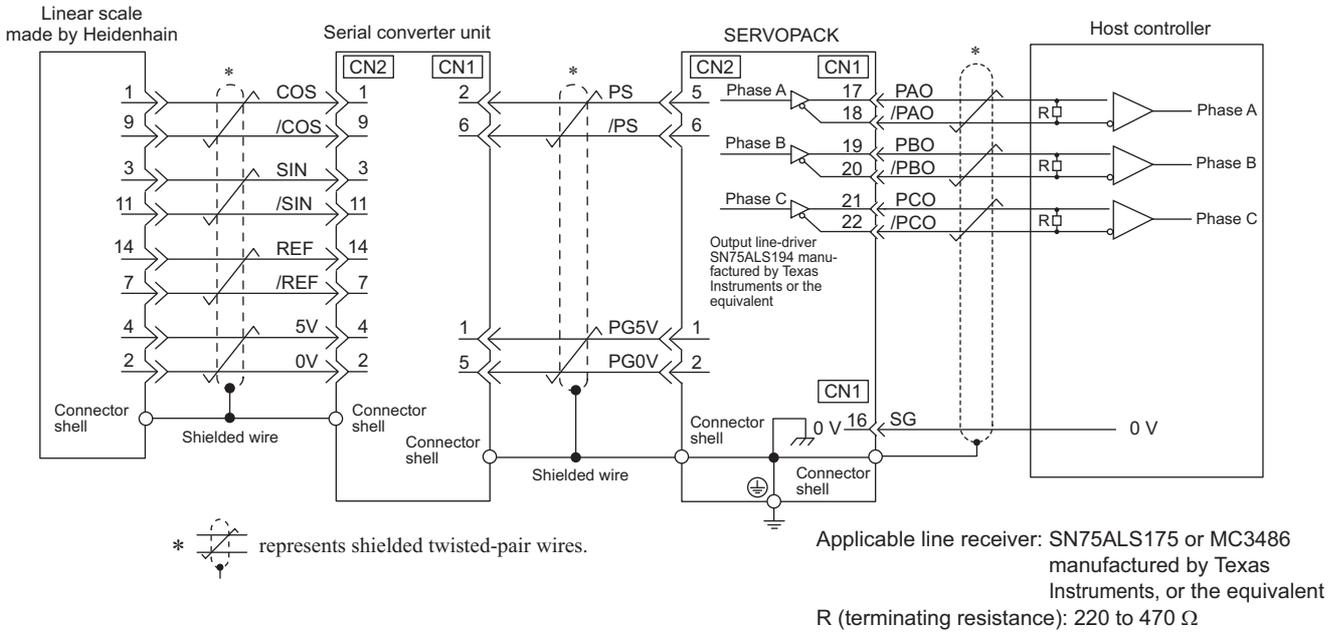 Linear scale
made by Heidenhain
Serial converter unit
SERVOPACK
Host controller
*
*
*
CN2
CN1
CN2
CN1
1
COS
1
9
/COS
9
3
SIN
3
11
/SIN
11
14
REF
14
7
/REF
7
4
5V
4
2
0V
2
Connector
shell
Shielded wire
Connector
shell
2
PS
5
6
/PS
6
1
PG5V
1
5
PG0V
2
Connector
shell
Shielded wire
Connector
shell
Phase A
17
PAO
18
/PAO
R
Phase A
Phase B
19
PBO
20
/PBO
R
Phase B
Phase C
21
PCO
22
/PCO
R
Phase C
Output line-driver
SN75ALS194 manu-
factured by Texas
Instruments or the
equivalent
CN1
0 V
16
SG
0 V
Connector
shell
* represents shielded twisted-pair wires.
Applicable line receiver: SN75ALS175 or MC3486
manufactured by Texas
Instruments, or the equivalent
R (terminating resistance): 220 to 470 Ω